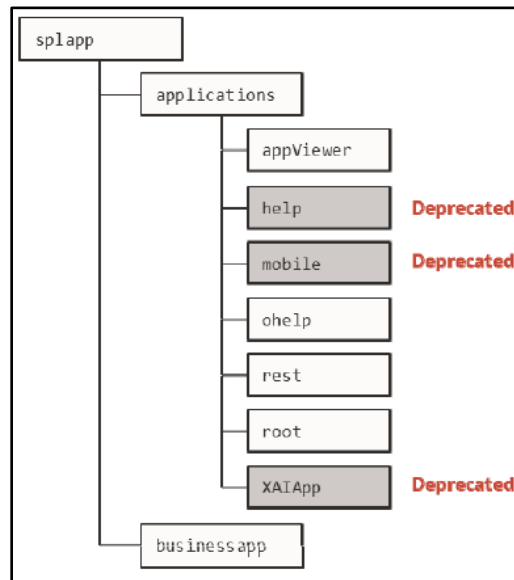 splapp
applications
appViewer
help Deprecated
mobile Deprecated
ohelp
rest
root
XAIApp Deprecated
businessapp